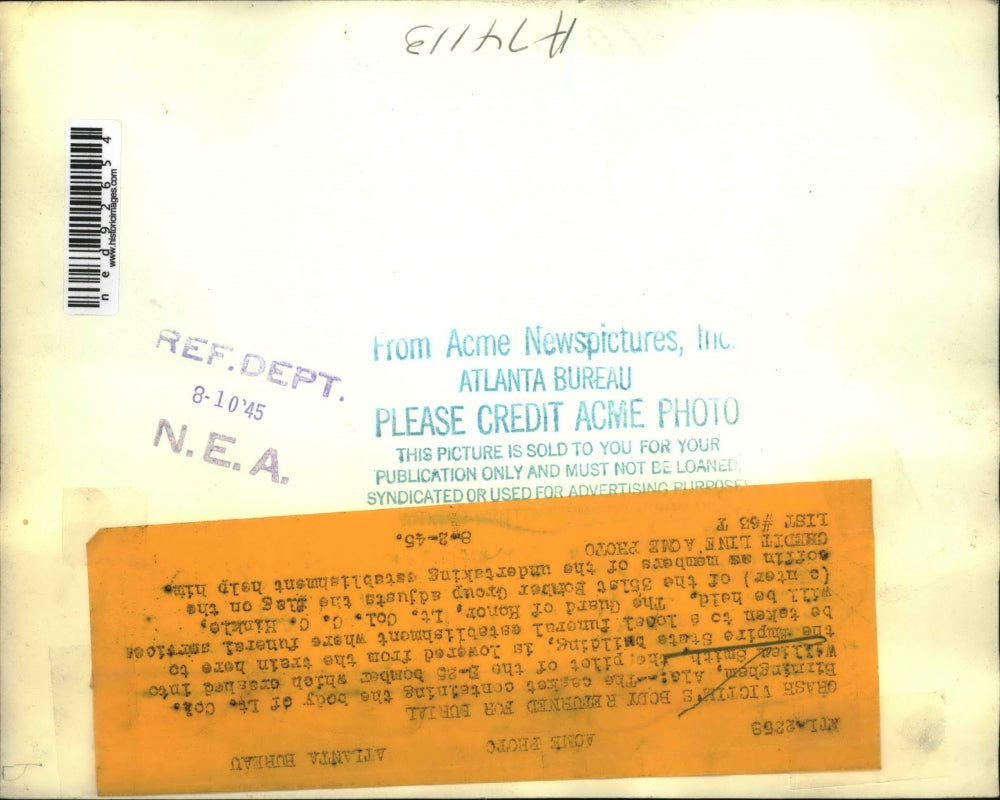 A74113
ned92654
www.historicimages.com
REF.DEPT.
8-10'45
N.E.A.
From Acme Newspictures, Inc.
ATLANTA BUREAU
PLEASE CREDIT ACME PHOTO
THIS PICTURE IS SOLD TO YOU FOR YOUR
PUBLICATION ONLY AND MUST NOT BE LOANED,
SYNDICATED OR USED FOR ADVERTISING PURPOSES
ACME PHOTO
ATLANTA BUREAU
CRASH VICTIM'S BODY RETURNED FOR BURIAL
Birmingham, Ala:--The casket containing the body of Lt. Col.
William Smith the pilot of the B-25 bomber which crashed into
the Empire State building, is lowered from the train here to
be taken to a local funeral establishment where funeral services
will be held. The Guard of Honor, Lt. Col. C. C. Hinkle,
(center) of the 351st Bomber Group adjusts the flag on the
coffin as members of the undertaking establishment help him.
CREDIT LINE ACME PHOTO 8-2-45.
LIST #63 T